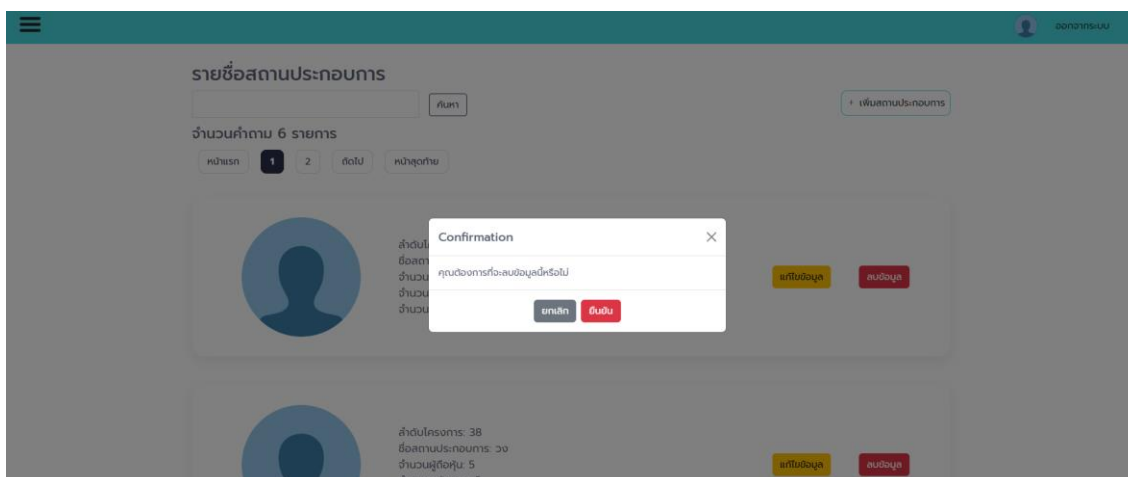 ออกจากระบบ
รายชื่อสถานประกอบการ
ค้นหา
เพิ่มสถานประกอบการ
จำนวนคำถาม 6 รายการ
หน้าแรก 1 2 ถัดไป หน้าสุดท้าย
Confirmation
คุณต้องการที่จะลบข้อมูลนี้หรือไม่
ยกเลิก ยืนยัน
แก้ไขข้อมูล ลบข้อมูล
ลำดับโครงการ: 38
ชื่อสถานประกอบการ: วง
จำนวนผู้ถือหุ้น: 5
แก้ไขข้อมูล ลบข้อมูล